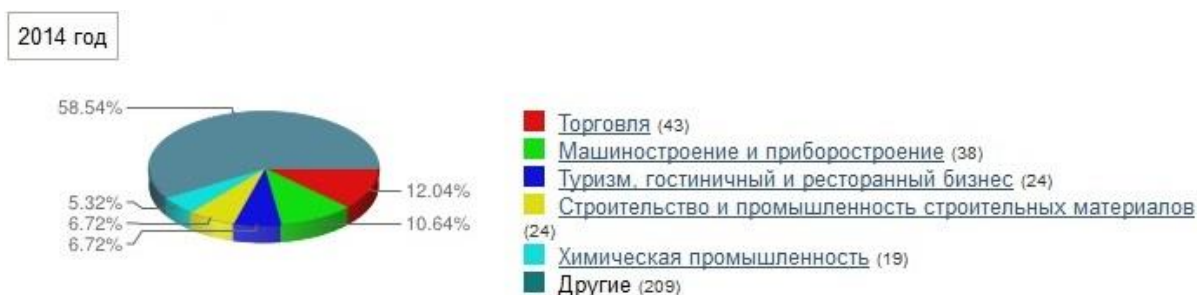 2014 год
58.54%
5.32%
6.72%
6.72%
12.04%
10.64%
Торговля (43)
Машиностроение и приборостроение (38)
Туризм, гостиничный и ресторанный бизнес (24)
Строительство и промышленность строительных материалов
(24)
Химическая промышленность (19)
Другие (209)